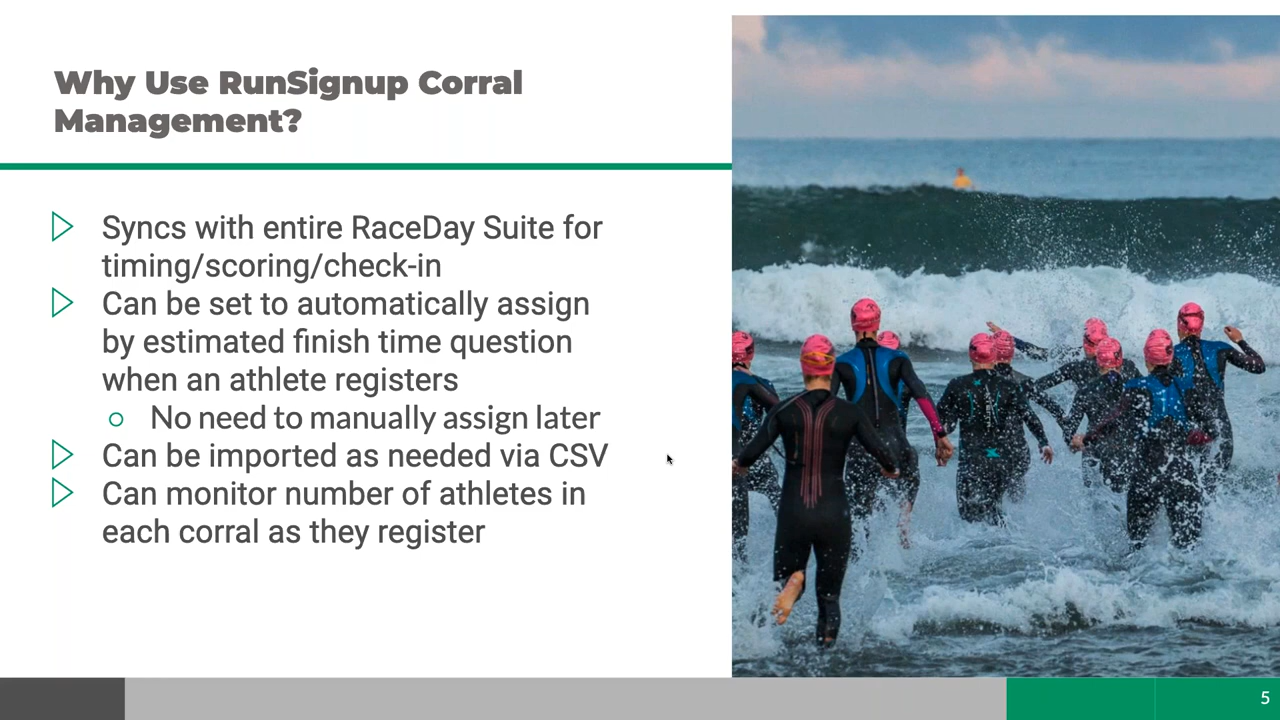 Why Use RunSignup Corral
Management?
Syncs with entire RaceDay Suite for
timing/scoring/check-in
Can be set to automatically assign
by estimated finish time question
when an athlete registers
No need to manually assign later
Can be imported as needed via CSV
Can monitor number of athletes in
each corral as they register
5